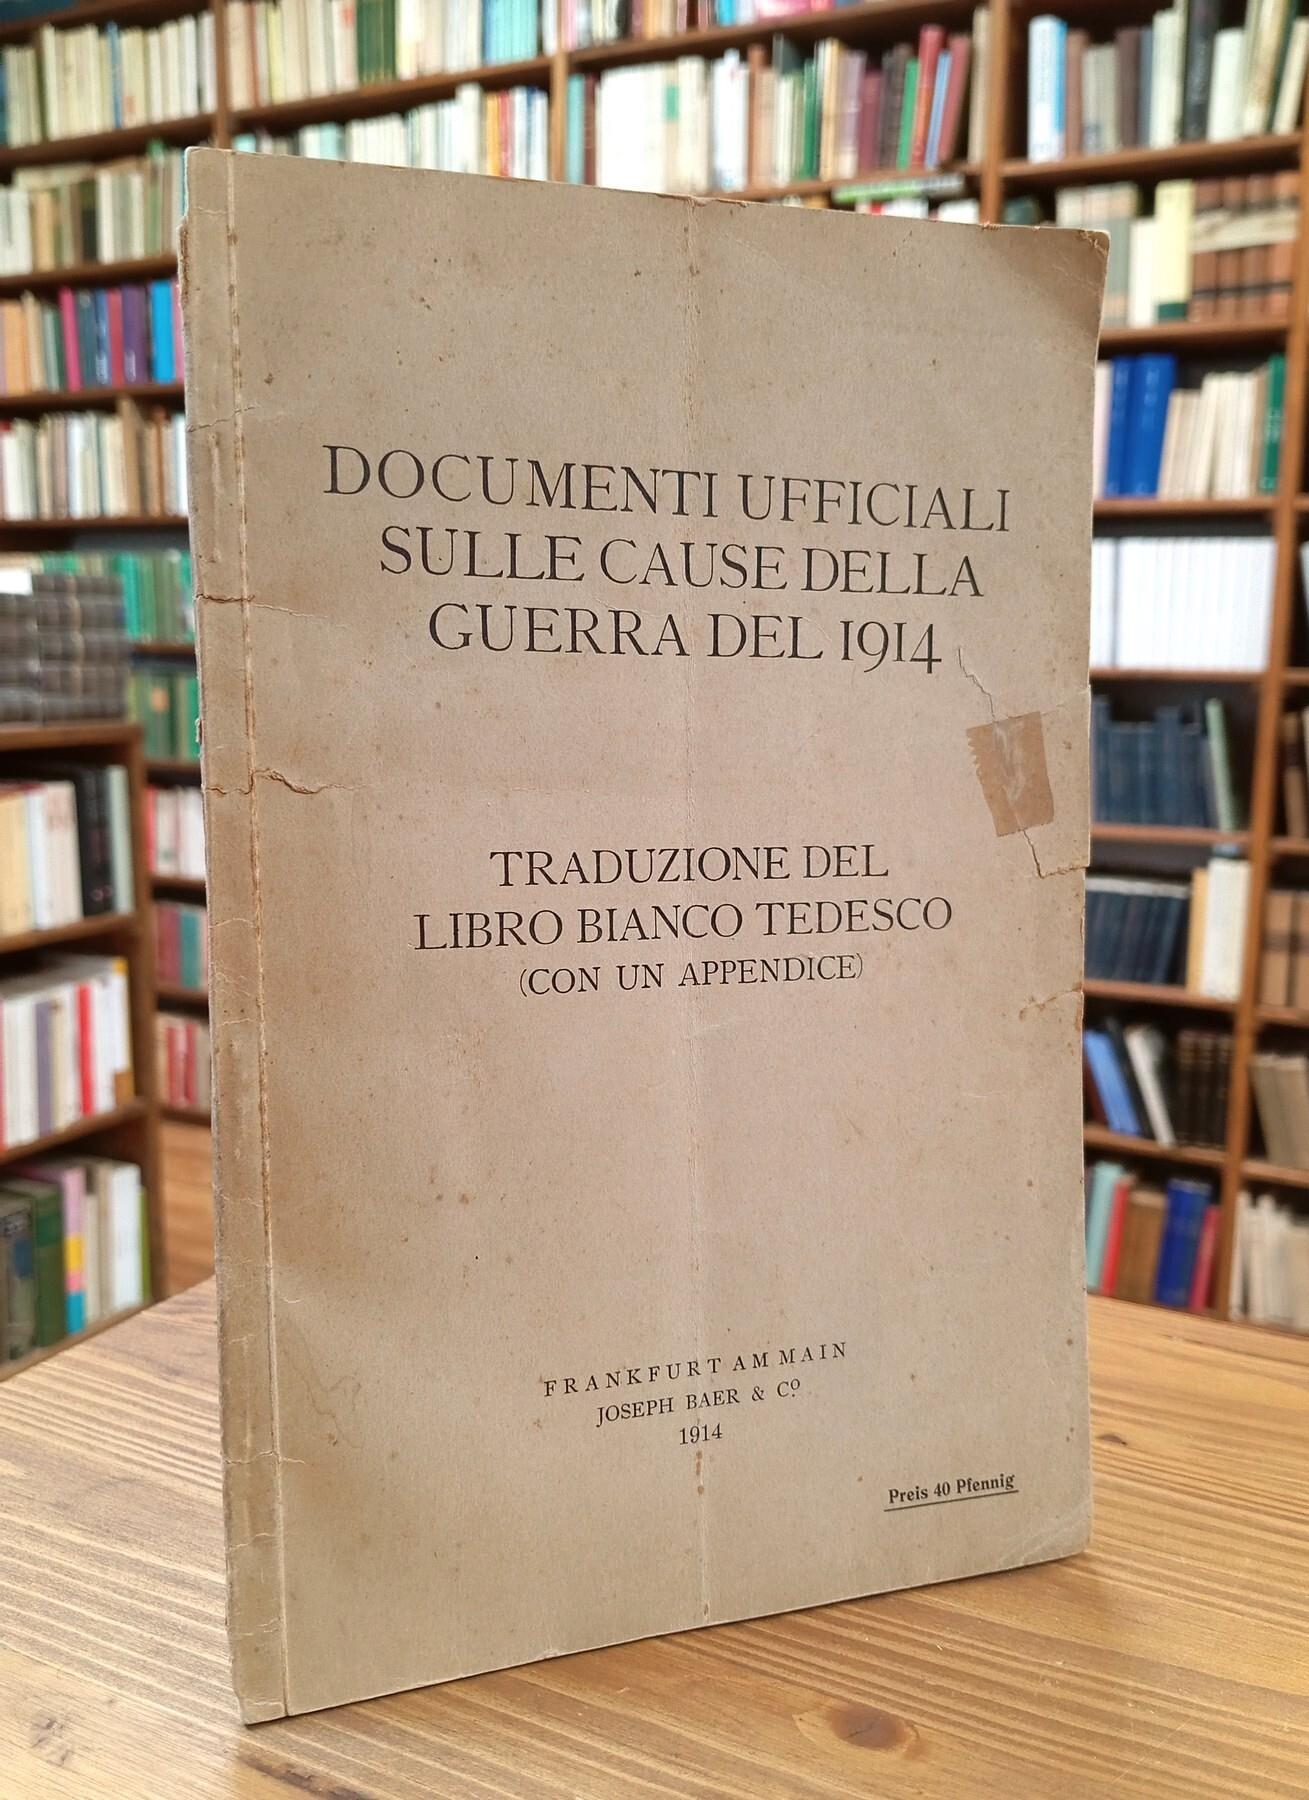 DOCUMENTI UFFICIALI
SULLE CAUSE DELLA
GUERRA DEL 1914
TRADUZIONE DEL
LIBRO BIANCO TEDESCO
(CON UN APPENDICE)
FRANKFURT AM MAIN
JOSEPH BAER & Cº
1914
Preis 40 Pfennig